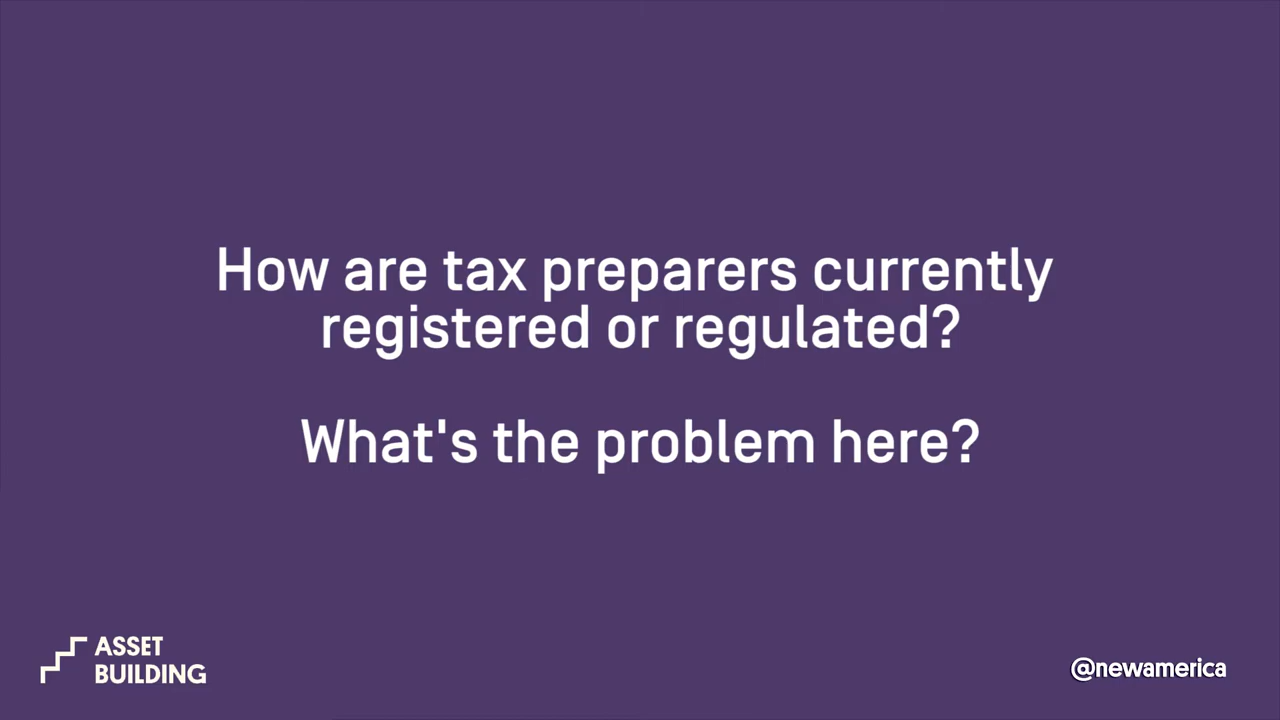 How are tax preparers currently
registered or regulated?
What's the problem here?
ASSET
BUILDING
@newamerica